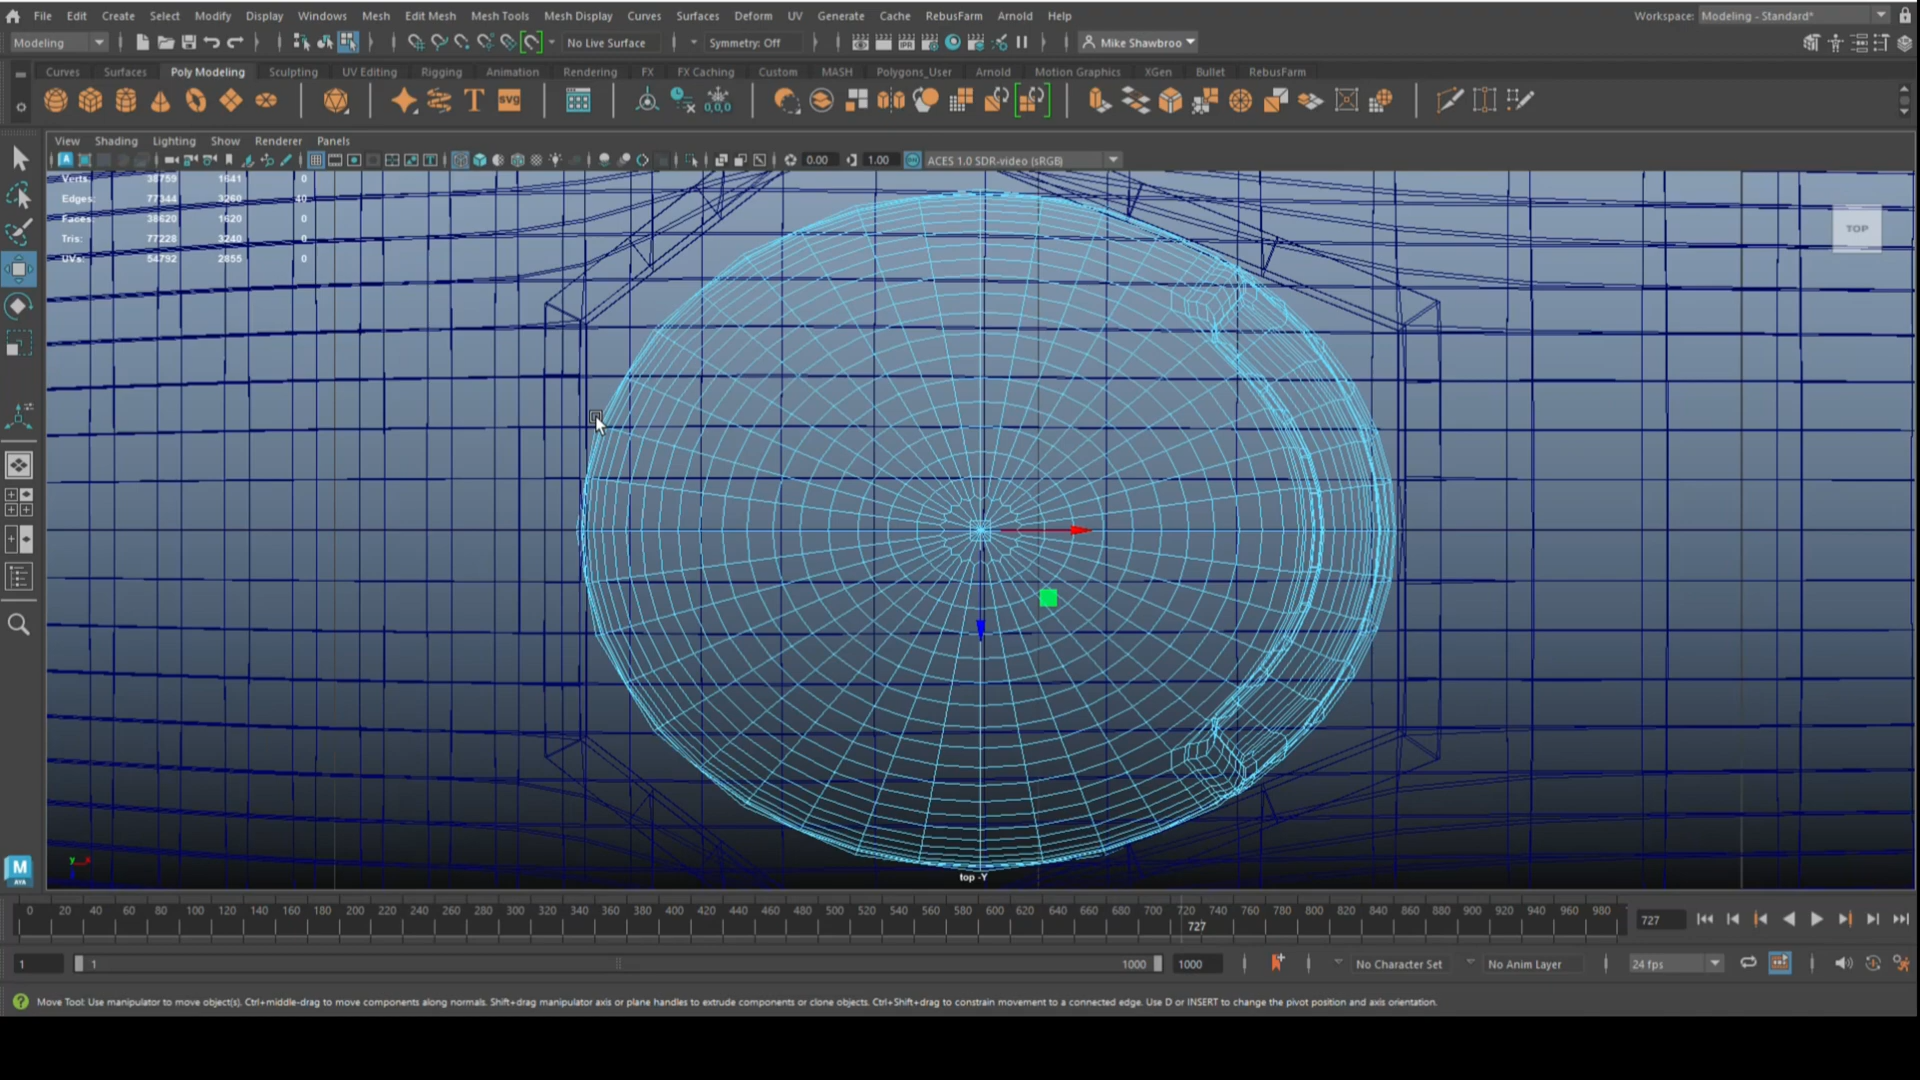 File Edit Create Select Modify Display Windows Mesh Edit Mesh Mesh Tools Mesh Display Curves Surfaces Deform UV Generate Cache RebusFarm Arnold Help Workspace: Modeling - Standard*
Modeling No Live Surface Symmetry: Off Mike Shawbroo
Curves Surfaces Poly Modeling Sculpting UV Editing Rigging Animation Rendering FX FX Caching Custom MASH Polygons_User Arnold Motion Graphics XGen Bullet RebusFarm
T SVG 0,0,0
View Shading Lighting Show Renderer Panels
0.00 1.00 ACES 1.0 SDR-video (sRGB)
Verts: 38759 1641 0
Edges: 77344 3260 40
Faces: 38620 1620 0
Tris: 77228 3240 0
UVs: 54792 2855 0
TOP
top -Y
M
AYA
0 20 40 60 80 100 120 140 160 180 200 220 240 260 280 300 320 340 360 380 400 420 440 460 480 500 520 540 560 580 600 620 640 660 680 700 720 740 760 780 800 820 840 860 880 900 920 940 960 980
727 727
1 1 1000 1000 No Character Set No Anim Layer 24 fps
Move Tool: Use manipulator to move object(s). Ctrl+middle-drag to move components along normals. Shift+drag manipulator axis or plane handles to extrude components or clone objects. Ctrl+Shift+drag to constrain movement to a connected edge. Use D or INSERT to change the pivot position and axis orientation.